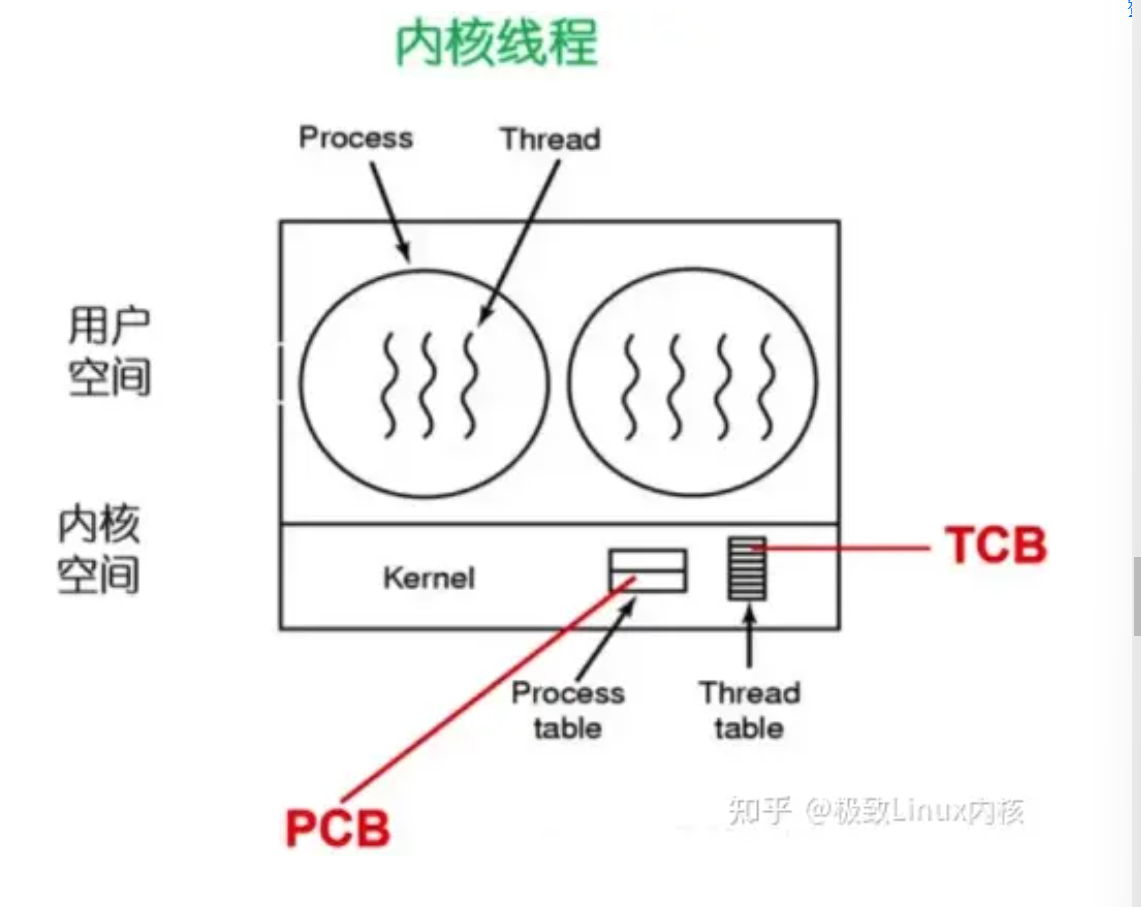 内核线程
Process
Thread
用户
空间
内核
空间
Kernel
TCB
Process
table
Thread
table
PCB
知乎 @极致Linux内核